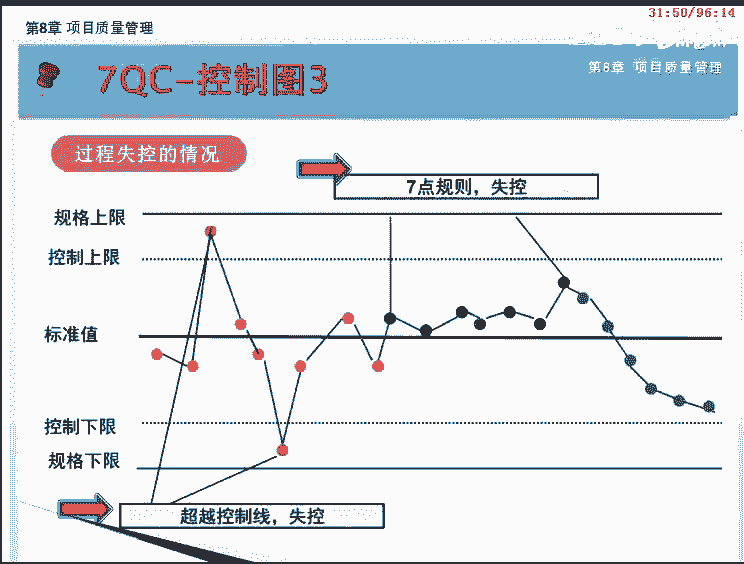 31:50/96:14
第8章 项目质量管理
7QC-控制图3
第8章 项目质量管理
过程失控的情况
7点规则，失控
规格上限
控制上限
标准值
控制下限
规格下限
超越控制线，失控